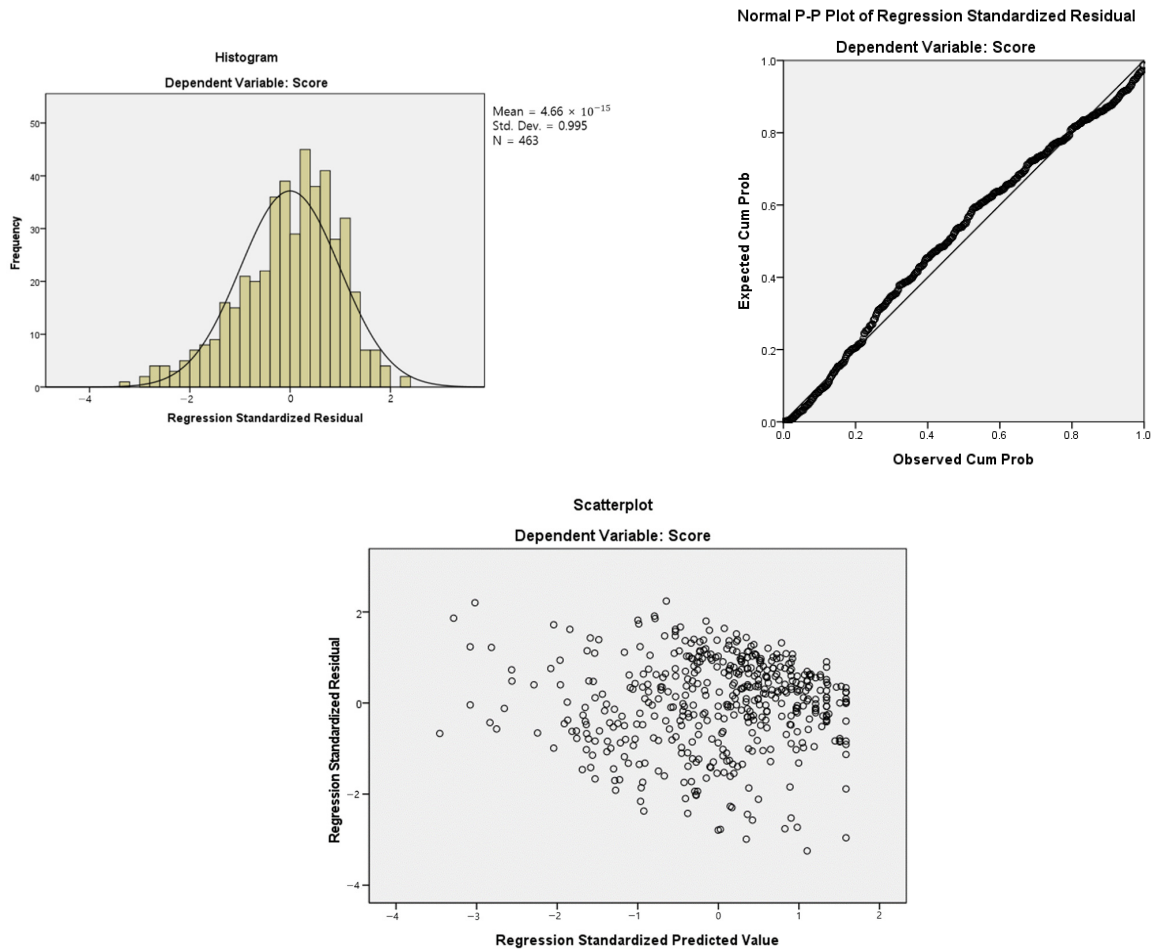 Histogram
Dependent Variable: Score
Mean = 4.66 × 10⁻¹⁵
Std. Dev. = 0.995
N = 463
50
40
30
20
10
0
Frequency
−4 −2 0 2
Regression Standardized Residual
Normal P-P Plot of Regression Standardized Residual
Dependent Variable: Score
1.0
0.8
0.6
0.4
0.2
0.0
Expected Cum Prob
0.0 0.2 0.4 0.6 0.8 1.0
Observed Cum Prob
Scatterplot
Dependent Variable: Score
2
0
−2
−4
Regression Standardized Residual
−4 −3 −2 −1 0 1 2
Regression Standardized Predicted Value